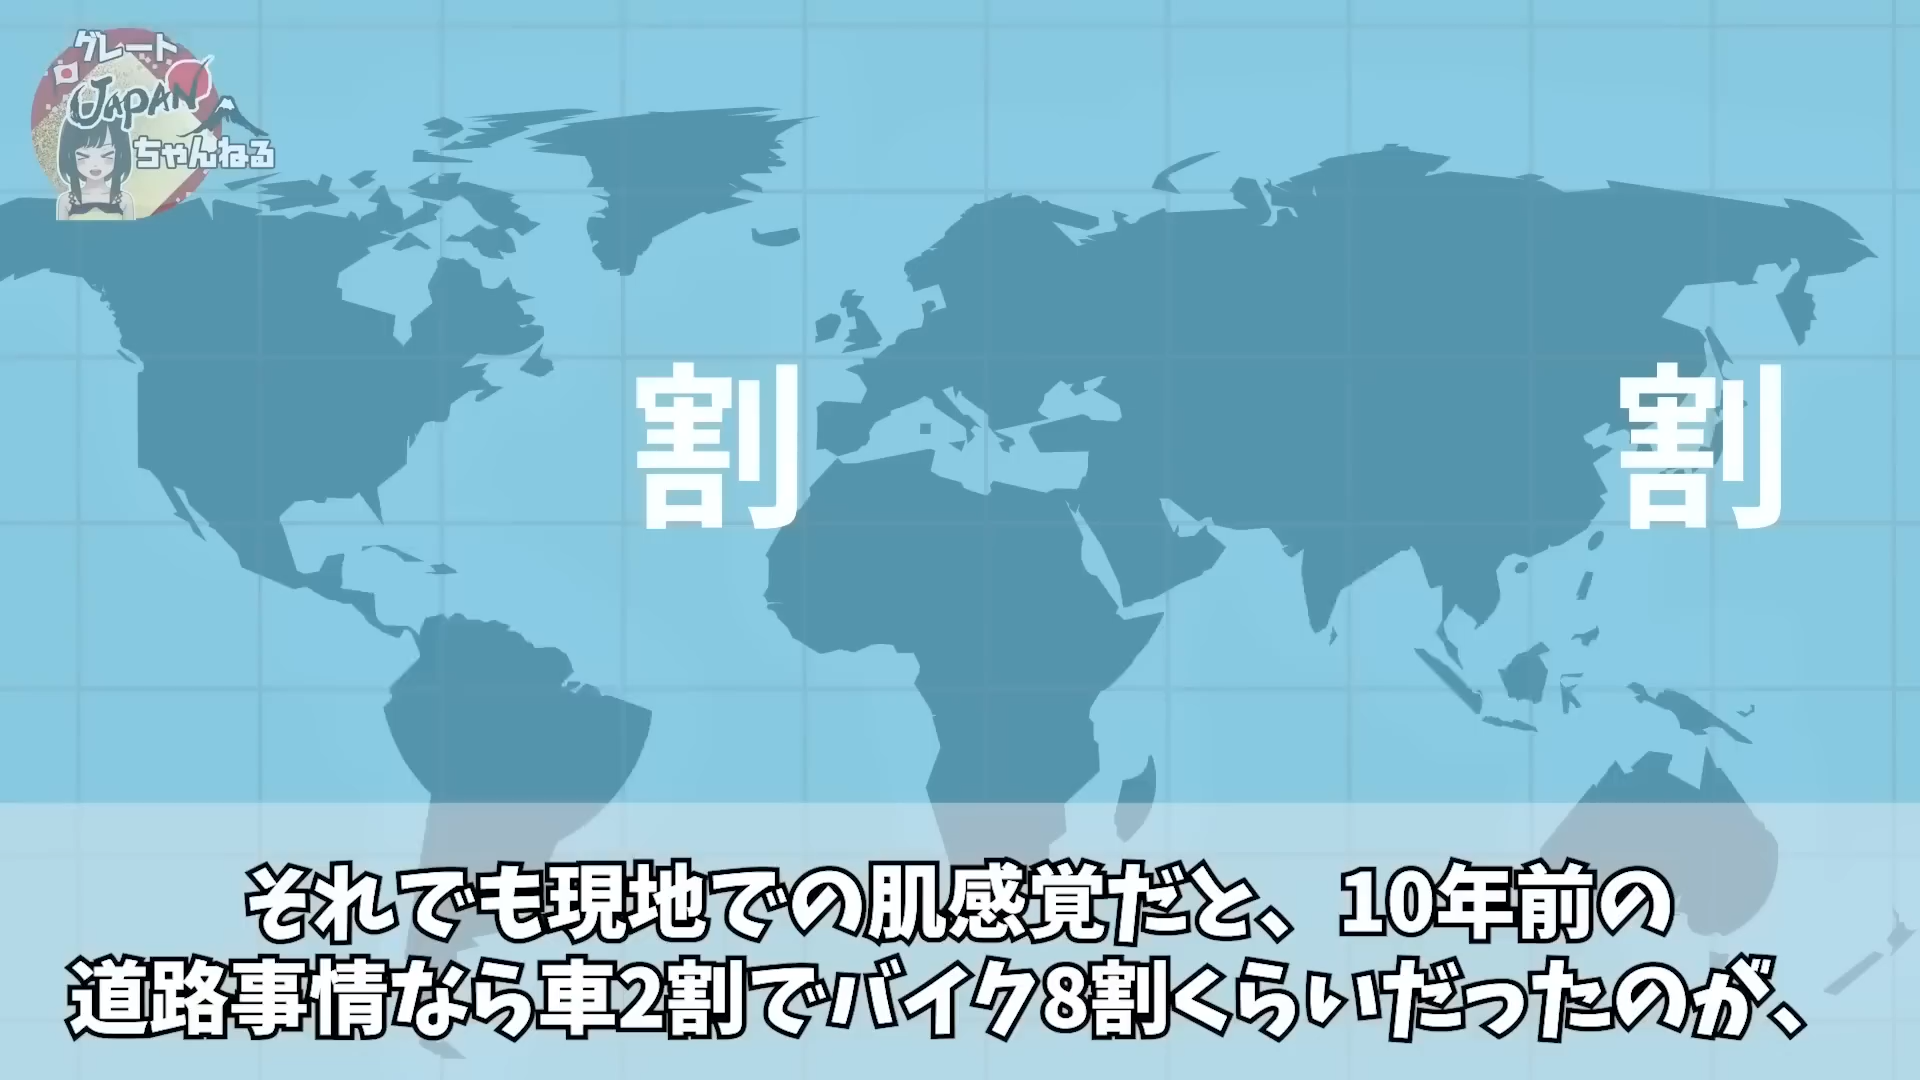 グレート
JAPAN
ちゃんねる
割 割
それでも現地での肌感覚だと、10年前の
道路事情なら車2割でバイク8割くらいだったのが、